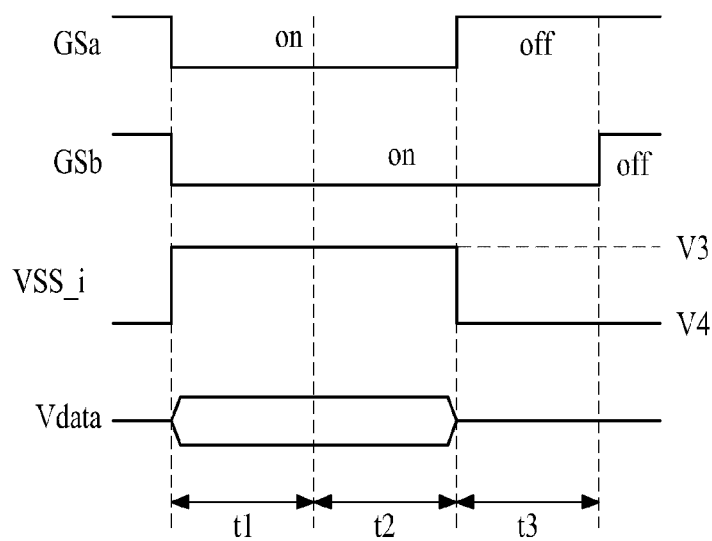 GSa
on
off
GSb
on
off
VSS_i
V3
V4
Vdata
t1
t2
t3